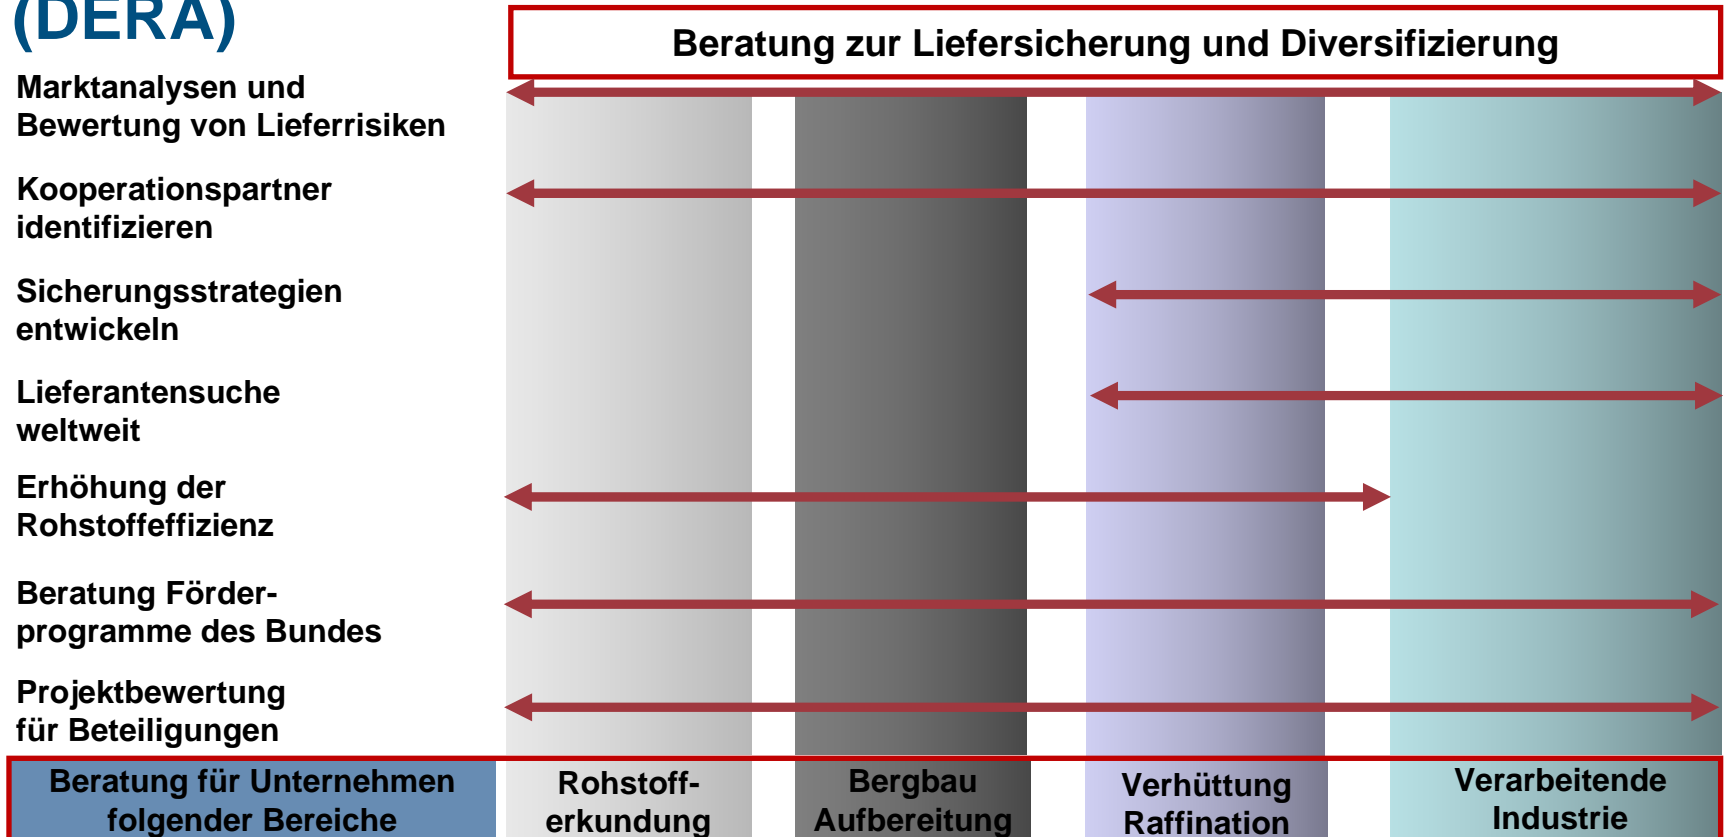 (DERA)
Beratung zur Liefersicherung und Diversifizierung
Marktanalysen und
Bewertung von Lieferrisiken
Kooperationspartner
identifizieren
Sicherungsstrategien
entwickeln
Lieferantensuche
weltweit
Erhöhung der
Rohstoffeffizienz
Beratung Förder-
programme des Bundes
Projektbewertung
für Beteiligungen
Beratung für Unternehmen
folgender Bereiche
Rohstoff-
erkundung
Bergbau
Aufbereitung
Verhüttung
Raffination
Verarbeitende
Industrie